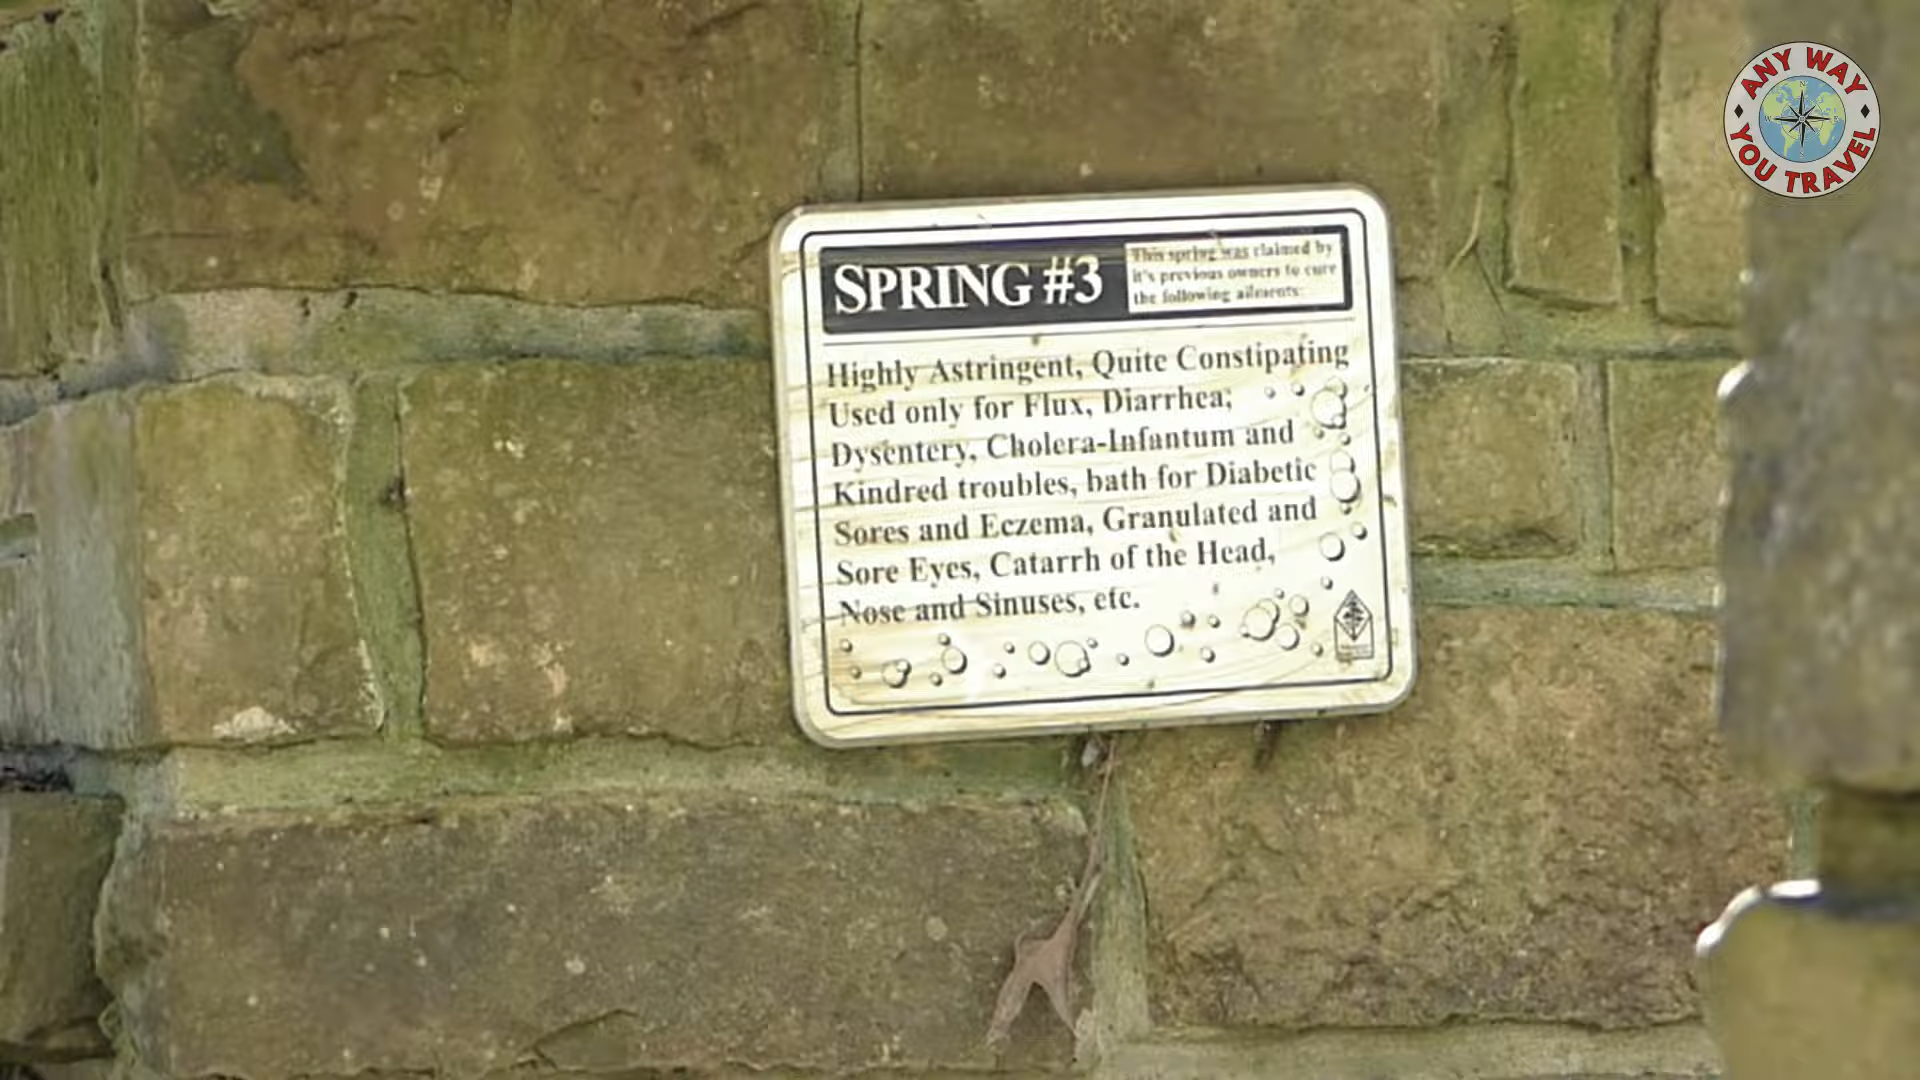 ANY WAY
YOU TRAVEL
SPRING #3
This spring was claimed by
it's previous owners to cure
the following ailments:
Highly Astringent, Quite Constipating
Used only for Flux, Diarrhea,
Dysentery, Cholera-Infantum and
Kindred troubles, bath for Diabetic
Sores and Eczema, Granulated and
Sore Eyes, Catarrh of the Head,
Nose and Sinuses, etc.